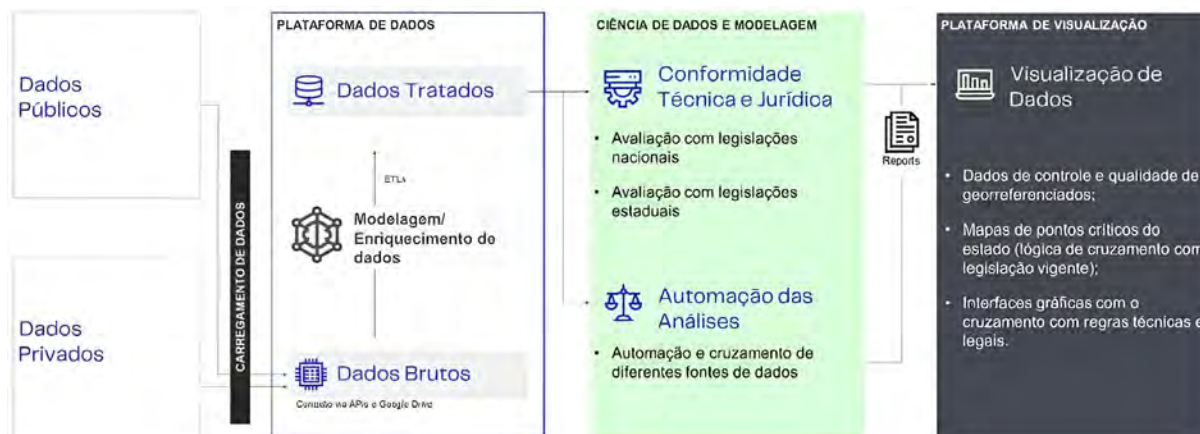 Dados
Públicos
Dados
Privados
CARREGAMENTO DE DADOS
PLATAFORMA DE DADOS
Dados Tratados
ETLs
Modelagem/
Enriquecimento de
dados
Dados Brutos
Conexão via APIs e Google Drive
CIÊNCIA DE DADOS E MODELAGEM
Conformidade
Técnica e Jurídica
• Avaliação com legislações
nacionais
• Avaliação com legislações
estaduais
Automação das
Análises
• Automação e cruzamento de
diferentes fontes de dados
Reports
PLATAFORMA DE VISUALIZAÇÃO
Visualização de
Dados
• Dados de controle e qualidade de
georreferenciados;
• Mapas de pontos críticos do
estado (lógica de cruzamento com
legislação vigente);
• Interfaces gráficas com o
cruzamento com regras técnicas e
legais.